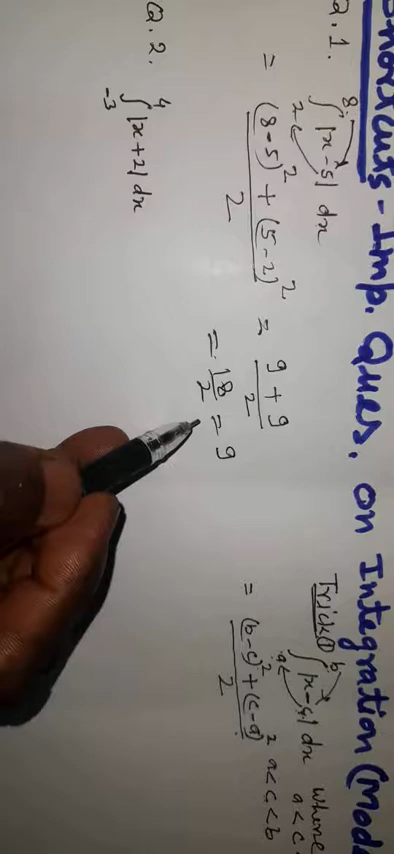 Shortcuts - Imp. Ques. on Integration (Mod
Q.1. ∫₂⁸ |x-5| dx
= ((8-5)² + (5-2)²)/2 = (9+9)/2
= 18/2 = 9
Q.2. ∫₋₃⁴ |x+2| dx
Trick① ∫ₐᵇ |x-c| dx where
a<c
= ((b-c)² + (c-a)²)/2 a<c<b